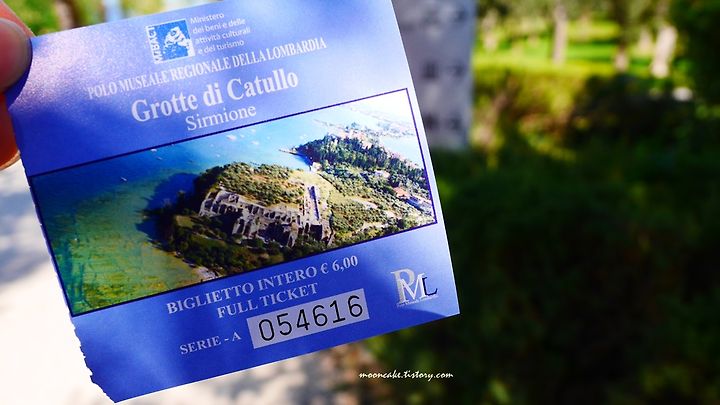 MiBACT
Ministero
dei beni e delle
attività culturali
e del turismo
POLO MUSEALE REGIONALE DELLA LOMBARDIA
Grotte di Catullo
Sirmione
BIGLIETTO INTERO € 6,00
FULL TICKET
SERIE - A 054616
PML
mooncake.tistory.com